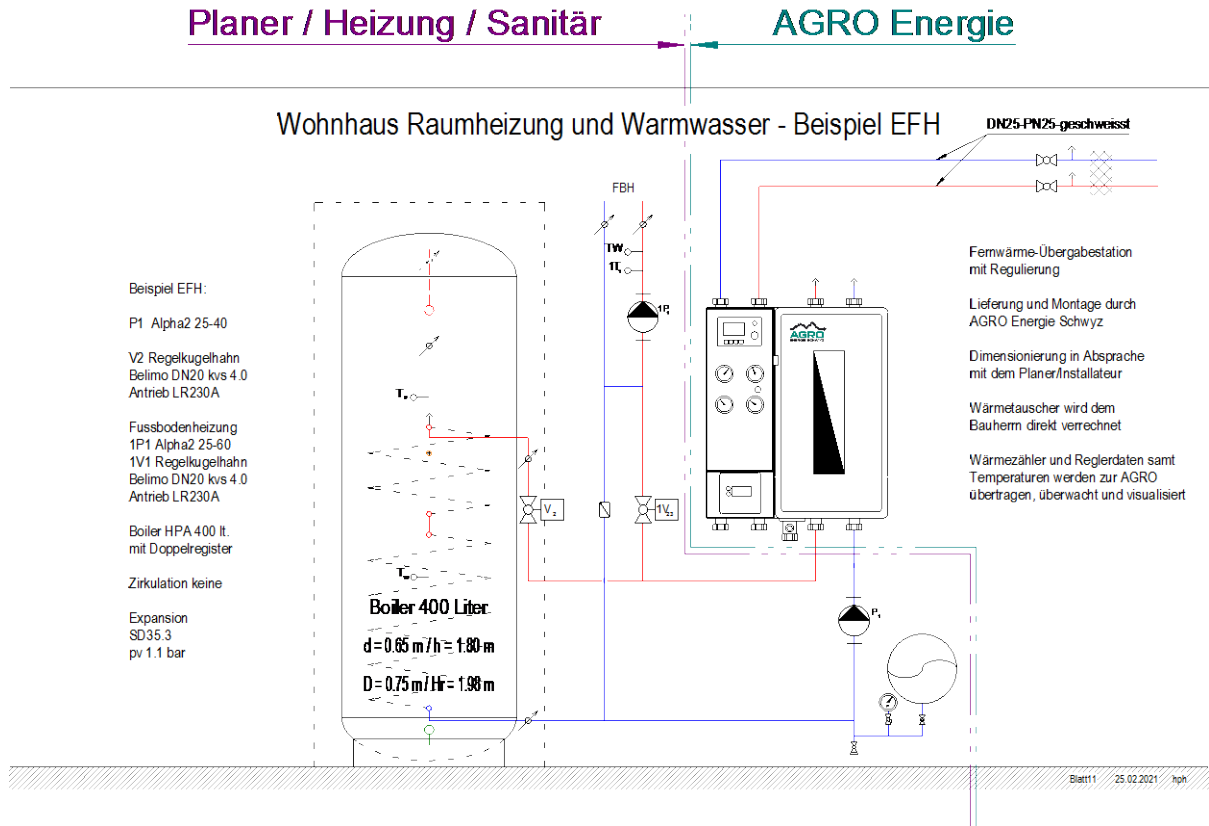 Planer / Heizung / Sanitär
AGRO Energie
Wohnhaus Raumheizung und Warmwasser - Beispiel EFH
DN25-PN25-geschweisst
FBH
TW
1P
Beispiel EFH:
P1 Alpha2 25-40
V2 Regelkugelhahn
Belimo DN20 kvs 4.0
Antrieb LR230A
Fussbodenheizung
1P1 Alpha2 25-60
1V1 Regelkugelhahn
Belimo DN20 kvs 4.0
Antrieb LR230A
Boiler HPA 400 lt.
mit Doppelregister
Zirkulation keine
Expansion
SD35.3
pv 1.1 bar
V2
Boiler 400 Liter
d = 0.65 m / h = 1.80 m
D = 0.75 m / Hr = 1.98 m
AGRO
ENERGIE SCHWYZ
P1
Fernwärme-Übergabestation
mit Regulierung
Lieferung und Montage durch
AGRO Energie Schwyz
Dimensionierung in Absprache
mit dem Planer/Installateur
Wärmetauscher wird dem
Bauherrn direkt verrechnet
Wärmezähler und Reglerdaten samt
Temperaturen werden zur AGRO
übertragen, überwacht und visualisiert
Blatt11 25.02.2021 hph